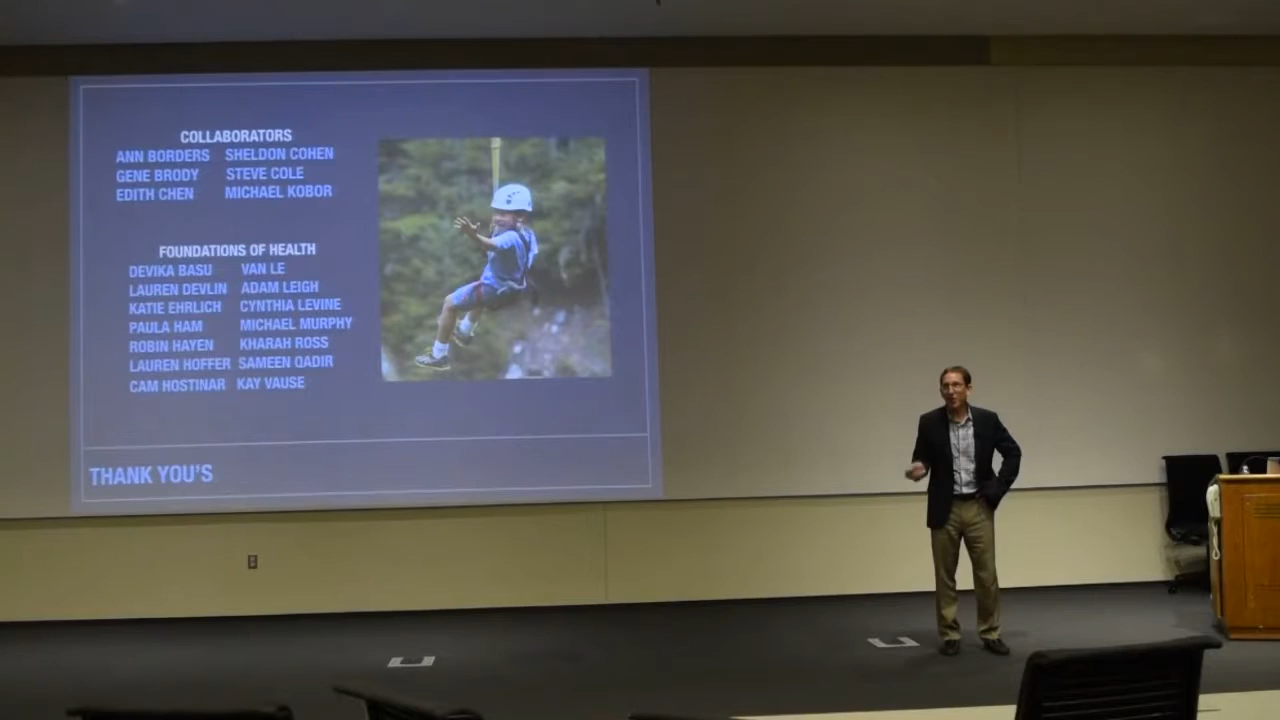 COLLABORATORS
ANN BORDERS SHELDON COHEN
GENE BRODY STEVE COLE
EDITH CHEN MICHAEL KOBOR
FOUNDATIONS OF HEALTH
DEVIKA BASU VAN LE
LAUREN DEVLIN ADAM LEIGH
KATIE EHRLICH CYNTHIA LEVINE
PAULA HAM MICHAEL MURPHY
ROBIN HAYEN KHARAH ROSS
LAUREN HOFFER SAMEEN QADIR
CAM HOSTINAR KAY VAUSE
THANK YOU'S